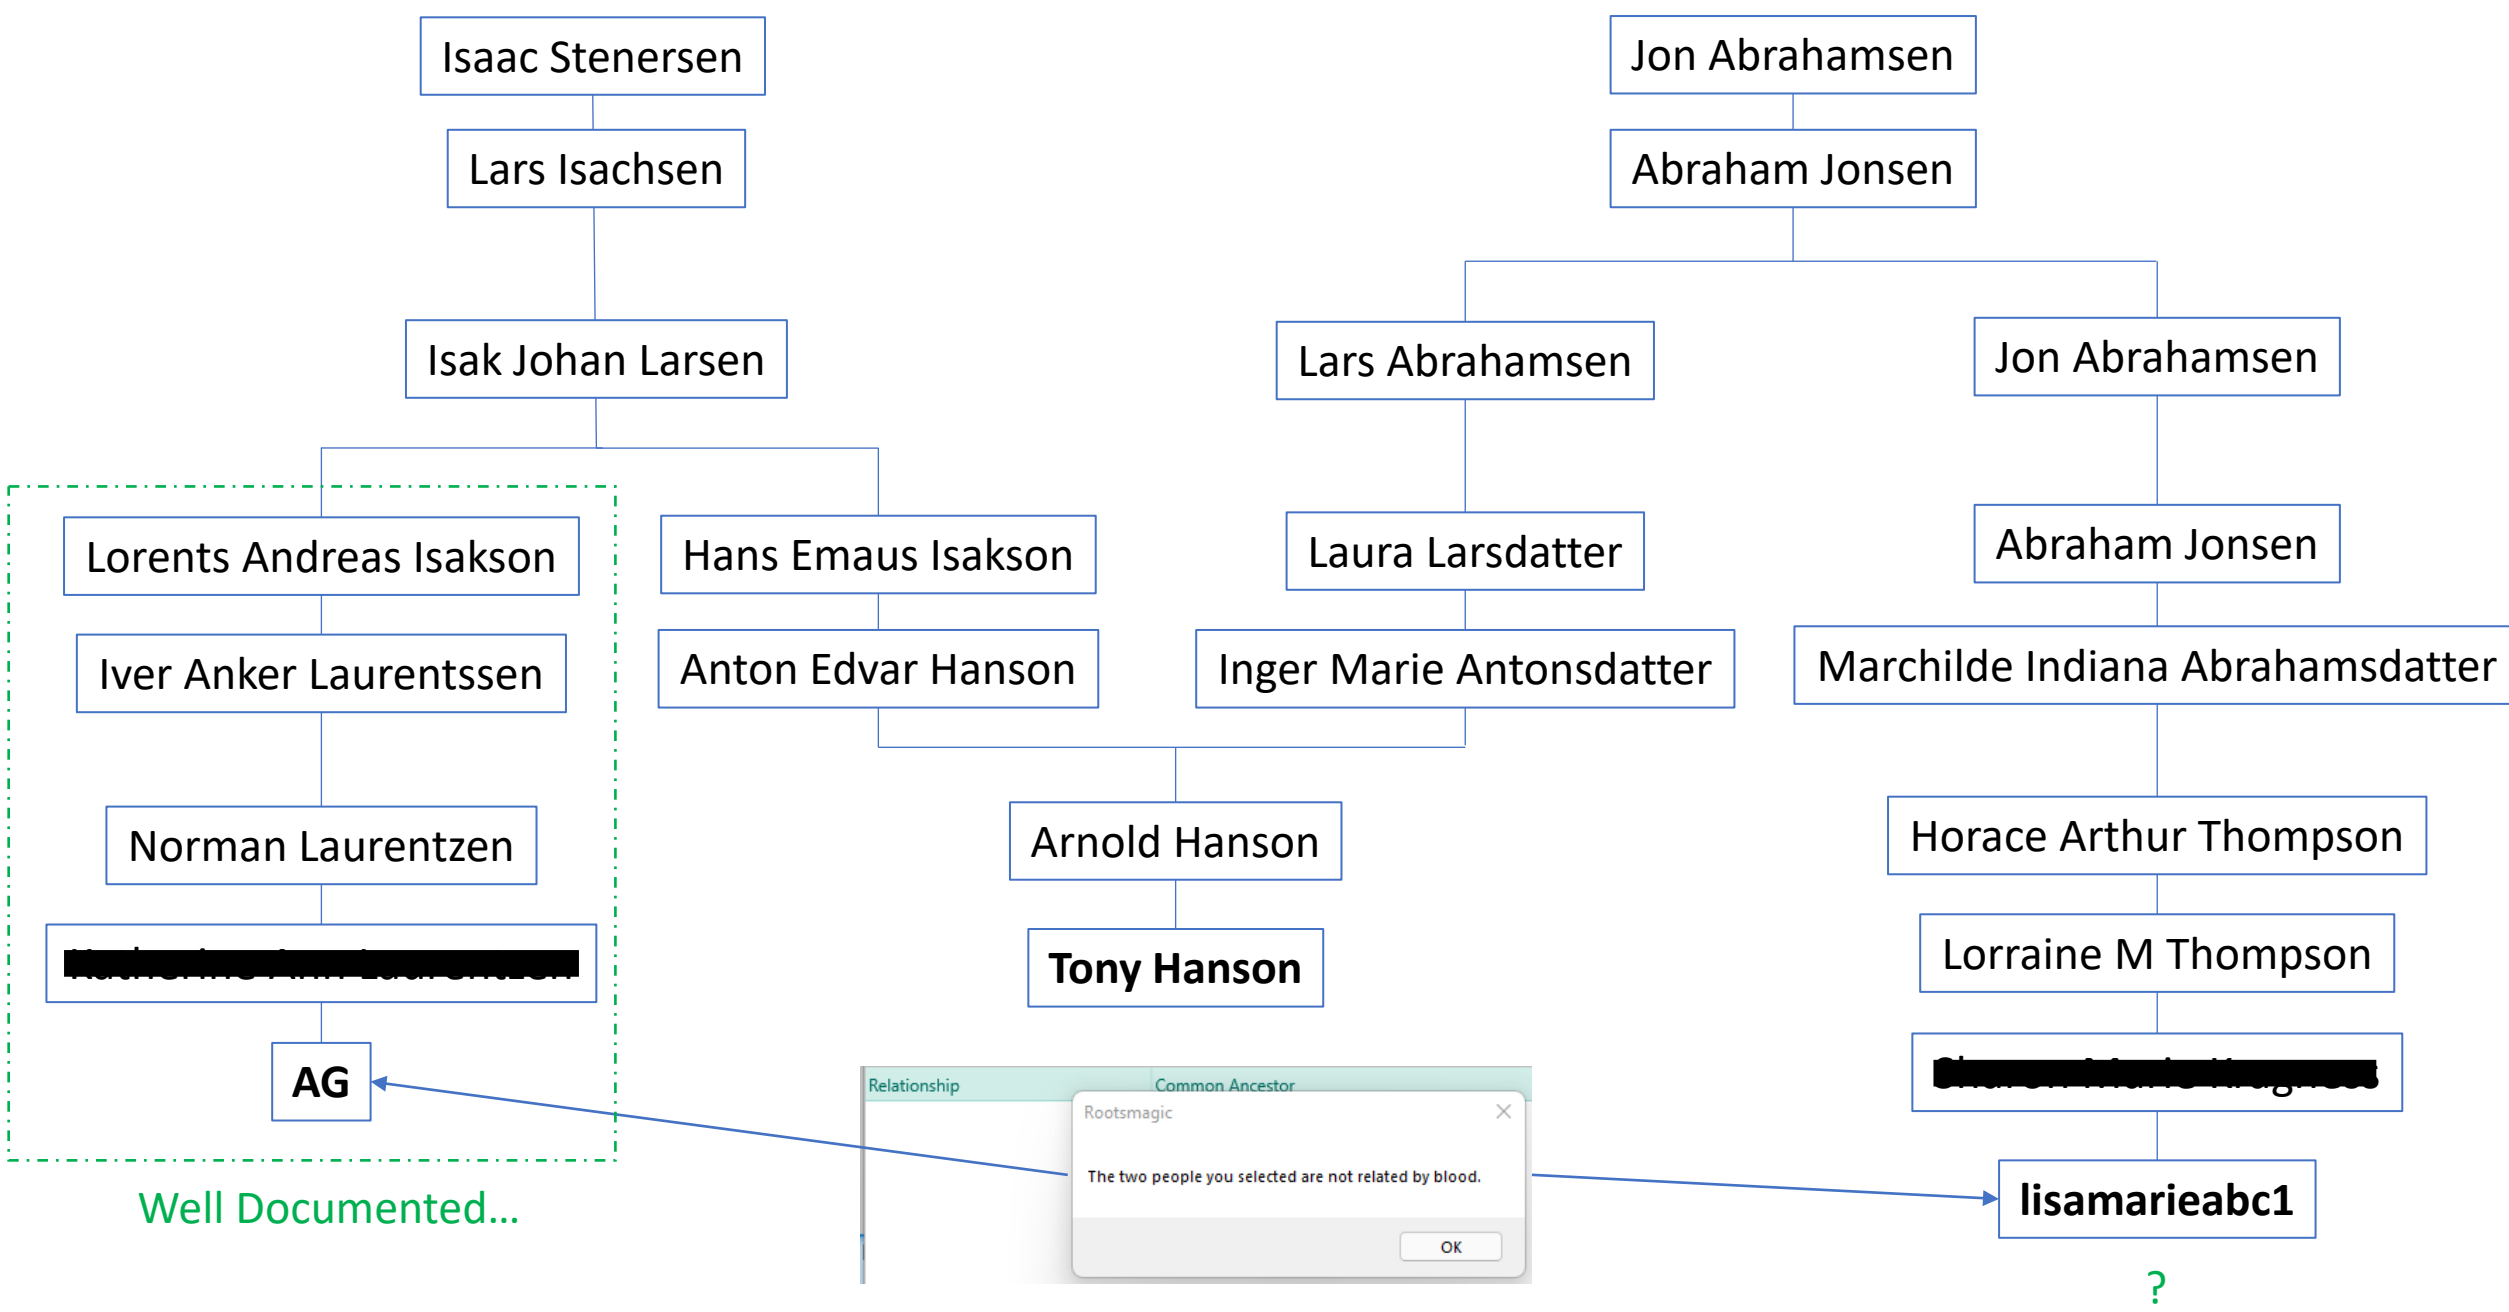 Isaac Stenersen
Jon Abrahamsen
Lars Isachsen
Abraham Jonsen
Isak Johan Larsen
Lars Abrahamsen
Jon Abrahamsen
Lorents Andreas Isakson
Hans Emaus Isakson
Laura Larsdatter
Abraham Jonsen
Iver Anker Laurentssen
Anton Edvar Hanson
Inger Marie Antonsdatter
Marchilde Indiana Abrahamsdatter
Norman Laurentzen
Arnold Hanson
Horace Arthur Thompson
Tony Hanson
Lorraine M Thompson
AG
Relationship
Common Ancestor
Rootsmagic
The two people you selected are not related by blood.
OK
lisamarieabc1
Well Documented...
?